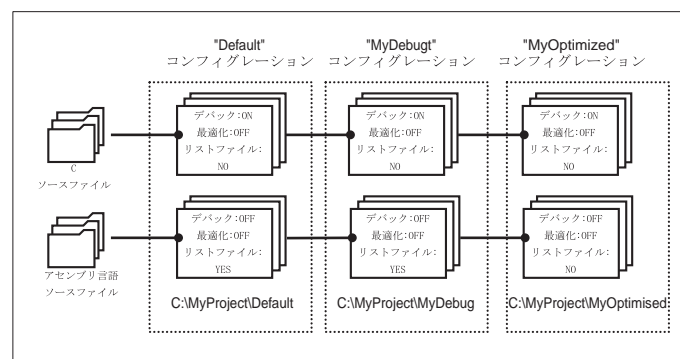 "Default"
コンフィグレーション
"MyDebugt"
コンフィグレーション
"MyOptimized"
コンフィグレーション
デバック:ON
最適化:OFF
リストファイル:
NO
デバック:ON
最適化:OFF
リストファイル:
NO
デバック:OFF
最適化:OFF
リストファイル:
NO
C
ソースファイル
デバック:OFF
最適化:OFF
リストファイル:
YES
デバック:OFF
最適化:OFF
リストファイル:
YES
デバック:OFF
最適化:OFF
リストファイル:
NO
アセンブリ言語
ソースファイル
C:\MyProject\Default
C:\MyProject\MyDebug
C:\MyProject\MyOptimised